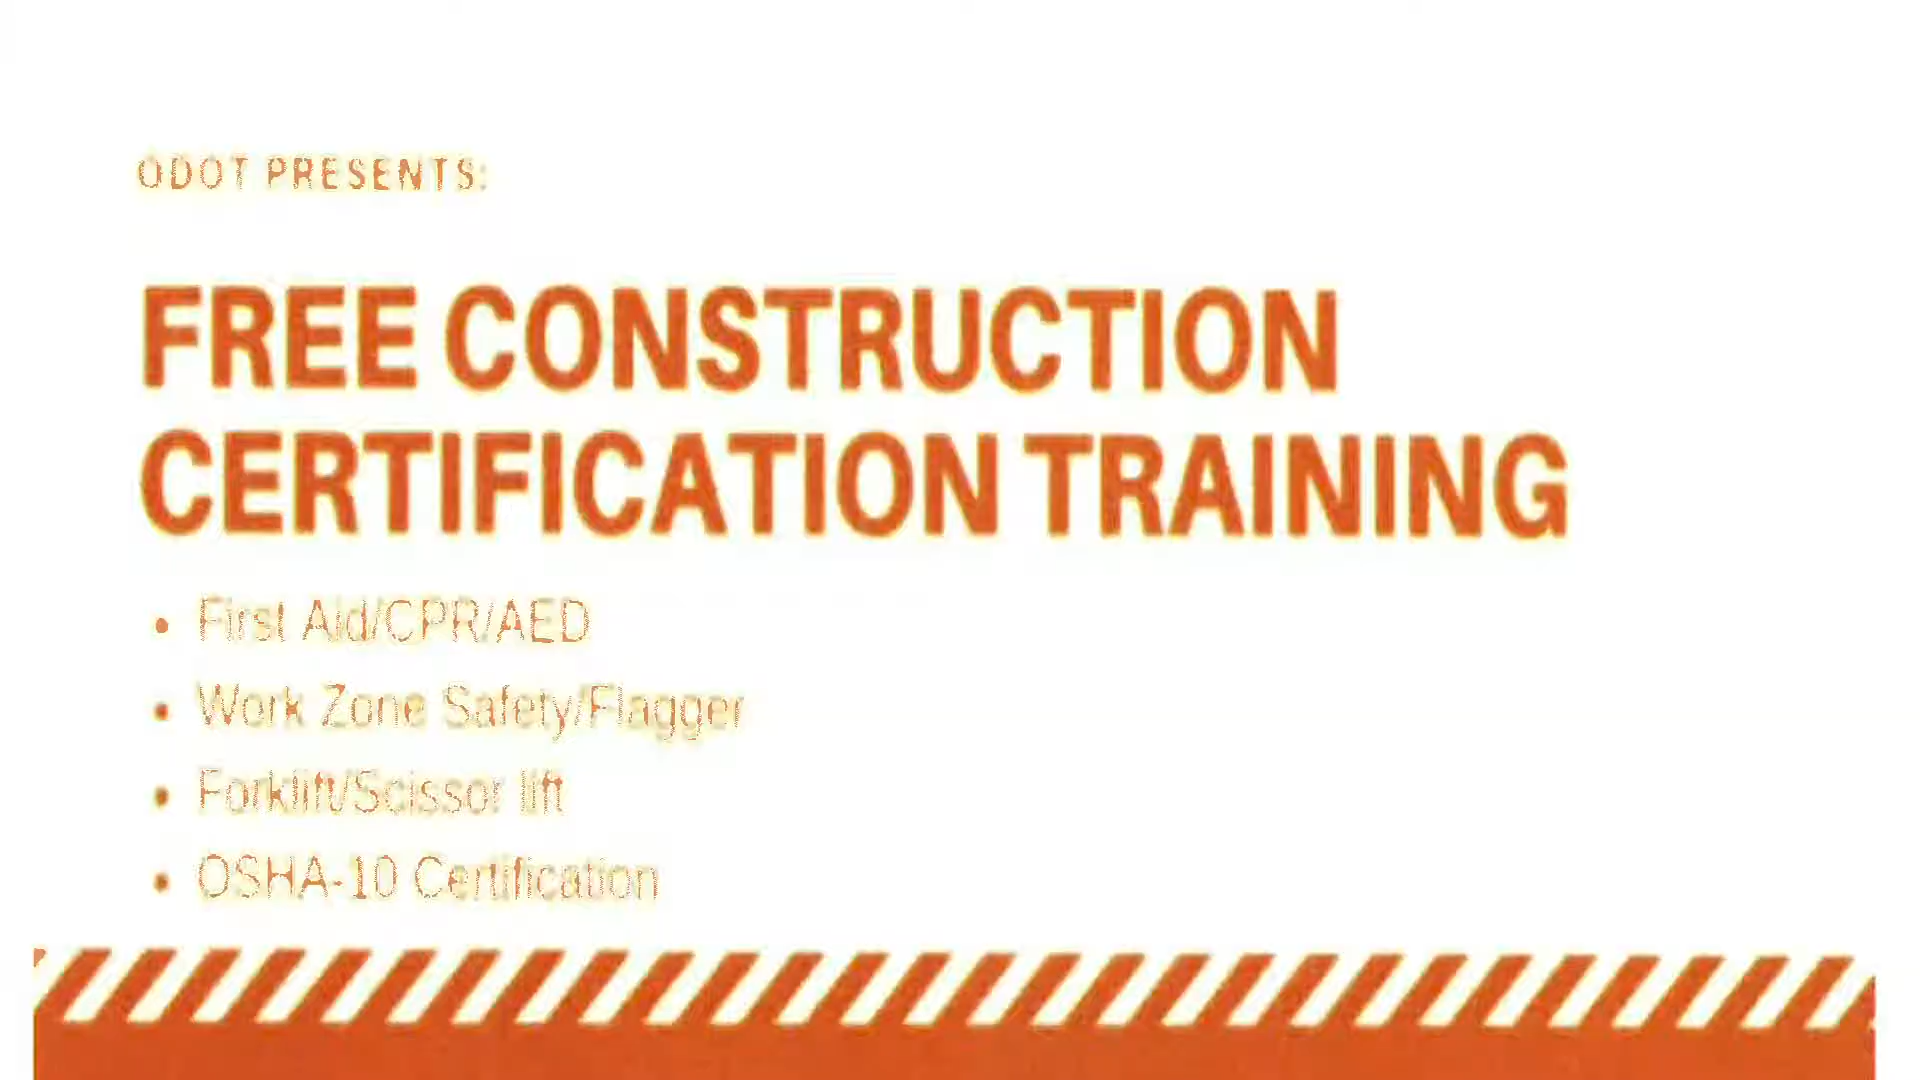 ODOT PRESENTS:
FREE CONSTRUCTION
CERTIFICATION TRAINING
• First Aid/CPR/AED
• Work Zone Safety/Flagger
• Forklift/Scissor lift
• OSHA-10 Certification